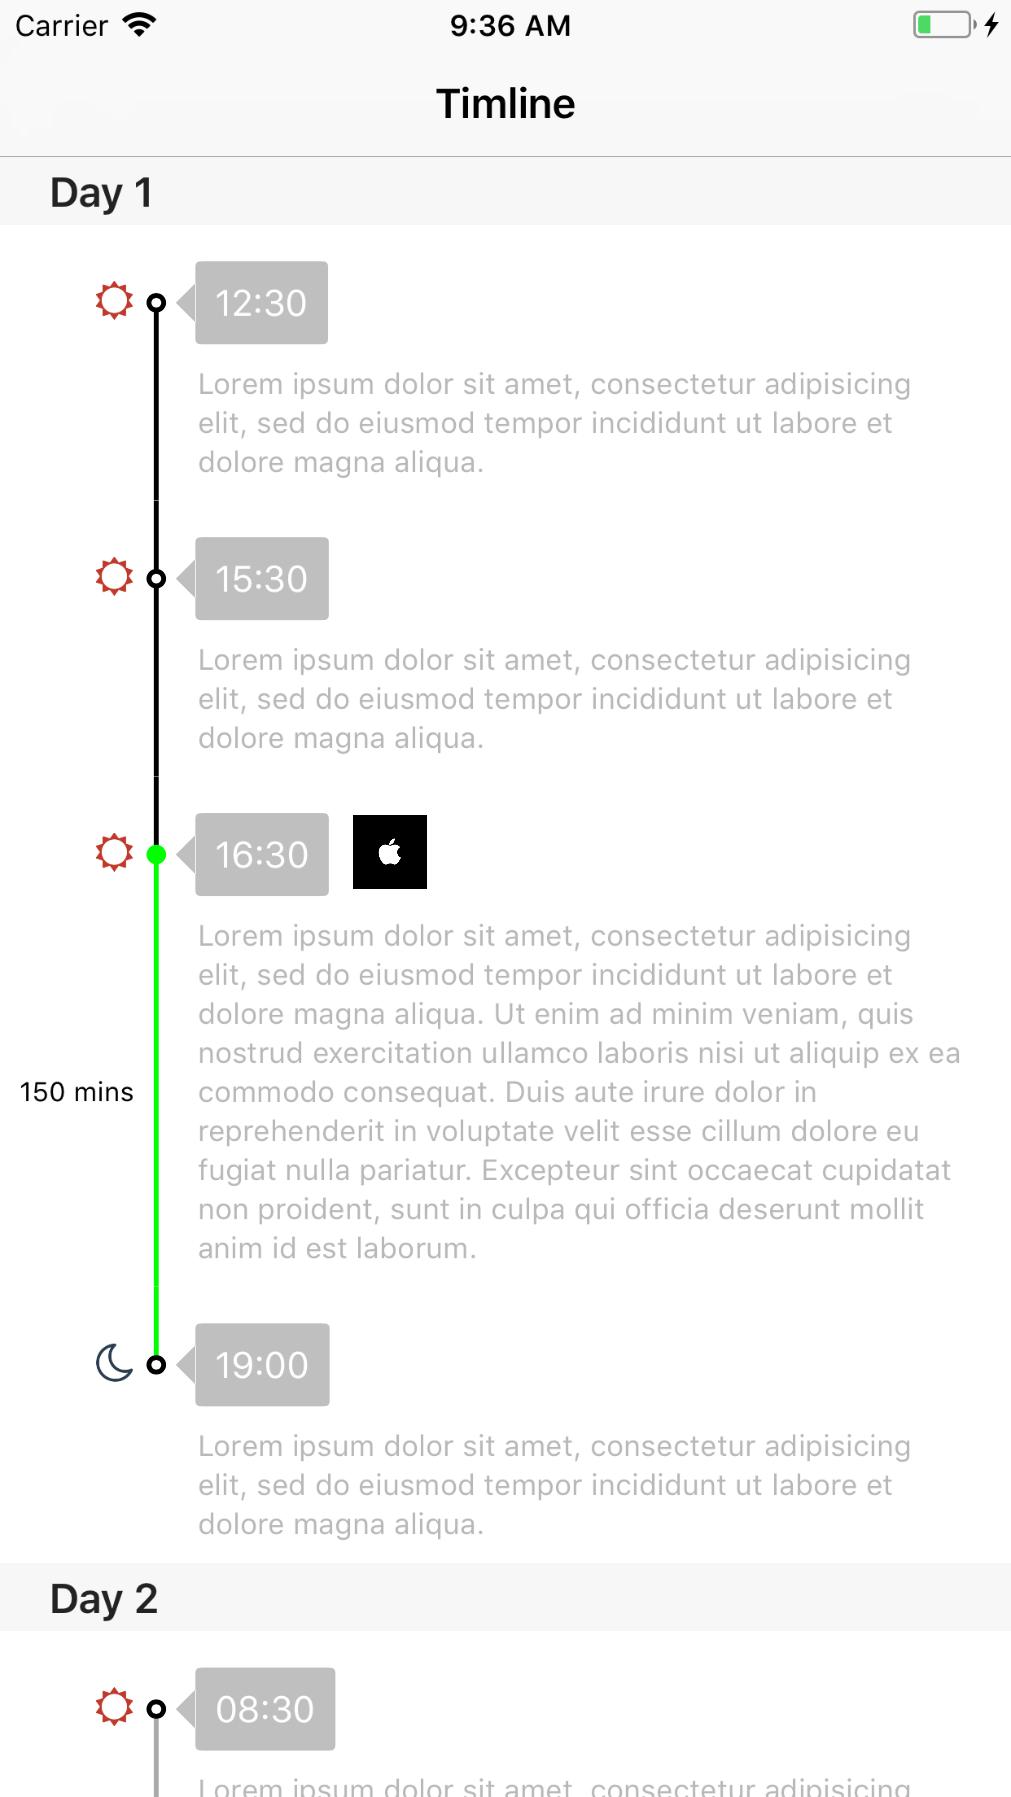 Carrier 9:36 AM
Timline
Day 1
12:30
Lorem ipsum dolor sit amet, consectetur adipisicing
elit, sed do eiusmod tempor incididunt ut labore et
dolore magna aliqua.
15:30
Lorem ipsum dolor sit amet, consectetur adipisicing
elit, sed do eiusmod tempor incididunt ut labore et
dolore magna aliqua.
16:30
Lorem ipsum dolor sit amet, consectetur adipisicing
elit, sed do eiusmod tempor incididunt ut labore et
dolore magna aliqua. Ut enim ad minim veniam, quis
nostrud exercitation ullamco laboris nisi ut aliquip ex ea
150 mins
commodo consequat. Duis aute irure dolor in
reprehenderit in voluptate velit esse cillum dolore eu
fugiat nulla pariatur. Excepteur sint occaecat cupidatat
non proident, sunt in culpa qui officia deserunt mollit
anim id est laborum.
19:00
Lorem ipsum dolor sit amet, consectetur adipisicing
elit, sed do eiusmod tempor incididunt ut labore et
dolore magna aliqua.
Day 2
08:30
Lorem ipsum dolor sit amet, consectetur adipisicing